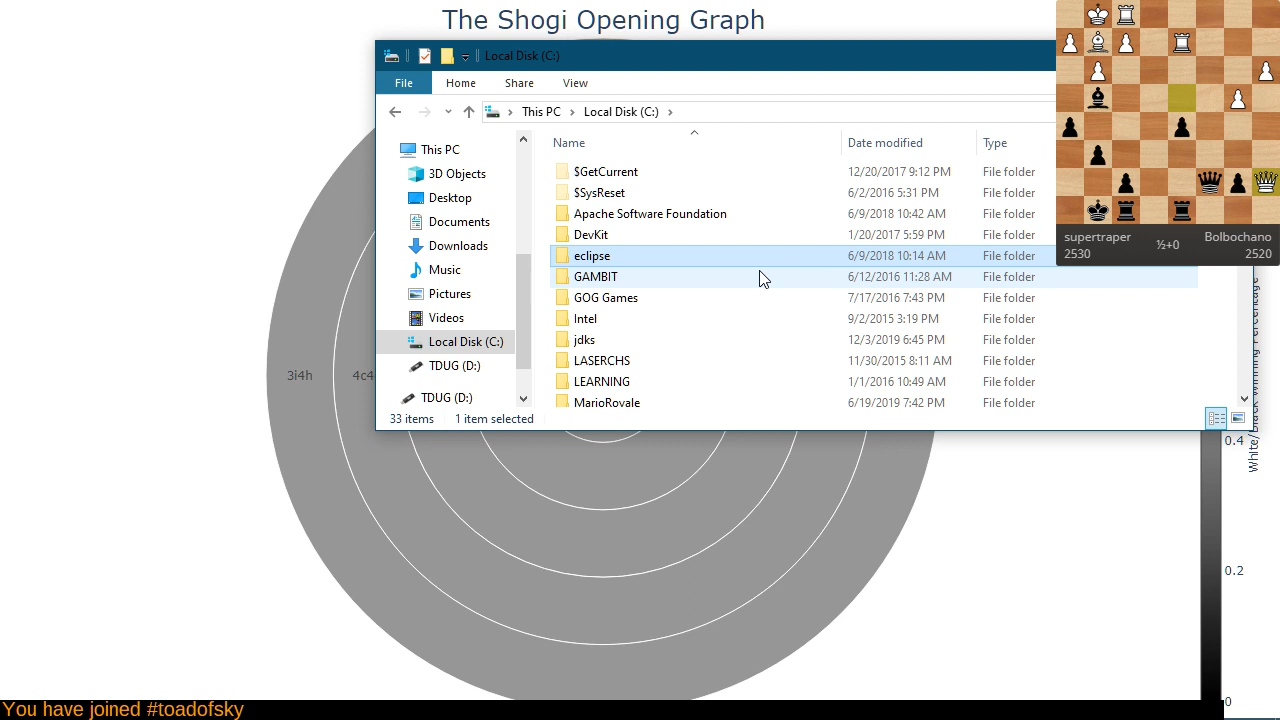 The Shogi Opening Graph
Local Disk (C:)
File Home Share View
This PC Local Disk (C:)
Name Date modified Type
This PC
3D Objects
Desktop
Documents
Downloads
Music
Pictures
Videos
Local Disk (C:)
TDUG (D:)
TDUG (D:)
$GetCurrent 12/20/2017 9:12 PM File folder
$SysReset 6/2/2016 5:31 PM File folder
Apache Software Foundation 6/9/2018 10:42 AM File folder
DevKit 1/20/2017 5:59 PM File folder
eclipse 6/9/2018 10:14 AM File folder
GAMBIT 6/12/2016 11:28 AM File folder
GOG Games 7/17/2016 7:43 PM File folder
Intel 9/2/2015 3:19 PM File folder
jdks 12/3/2019 6:45 PM File folder
LASERCHS 11/30/2015 8:11 AM File folder
LEARNING 1/1/2016 10:49 AM File folder
MarioRoyale 6/19/2019 7:42 PM File folder
33 items 1 item selected
supertraper ½+0 Bolbochano
2530 2520
3i4h 4c4
White/Black Winning Percentage
0.4
0.2
0
You have joined #toadofsky